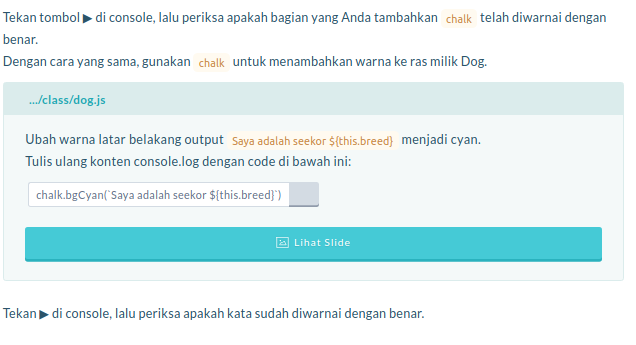 Tekan tombol ▶ di console, lalu periksa apakah bagian yang Anda tambahkan chalk telah diwarnai dengan
benar.
Dengan cara yang sama, gunakan chalk untuk menambahkan warna ke ras milik Dog.
.../class/dog.js
Ubah warna latar belakang output Saya adalah seekor ${this.breed} menjadi cyan.
Tulis ulang konten console.log dengan code di bawah ini:
chalk.bgCyan(`Saya adalah seekor ${this.breed}`)
Lihat Slide
Tekan ▶ di console, lalu periksa apakah kata sudah diwarnai dengan benar.